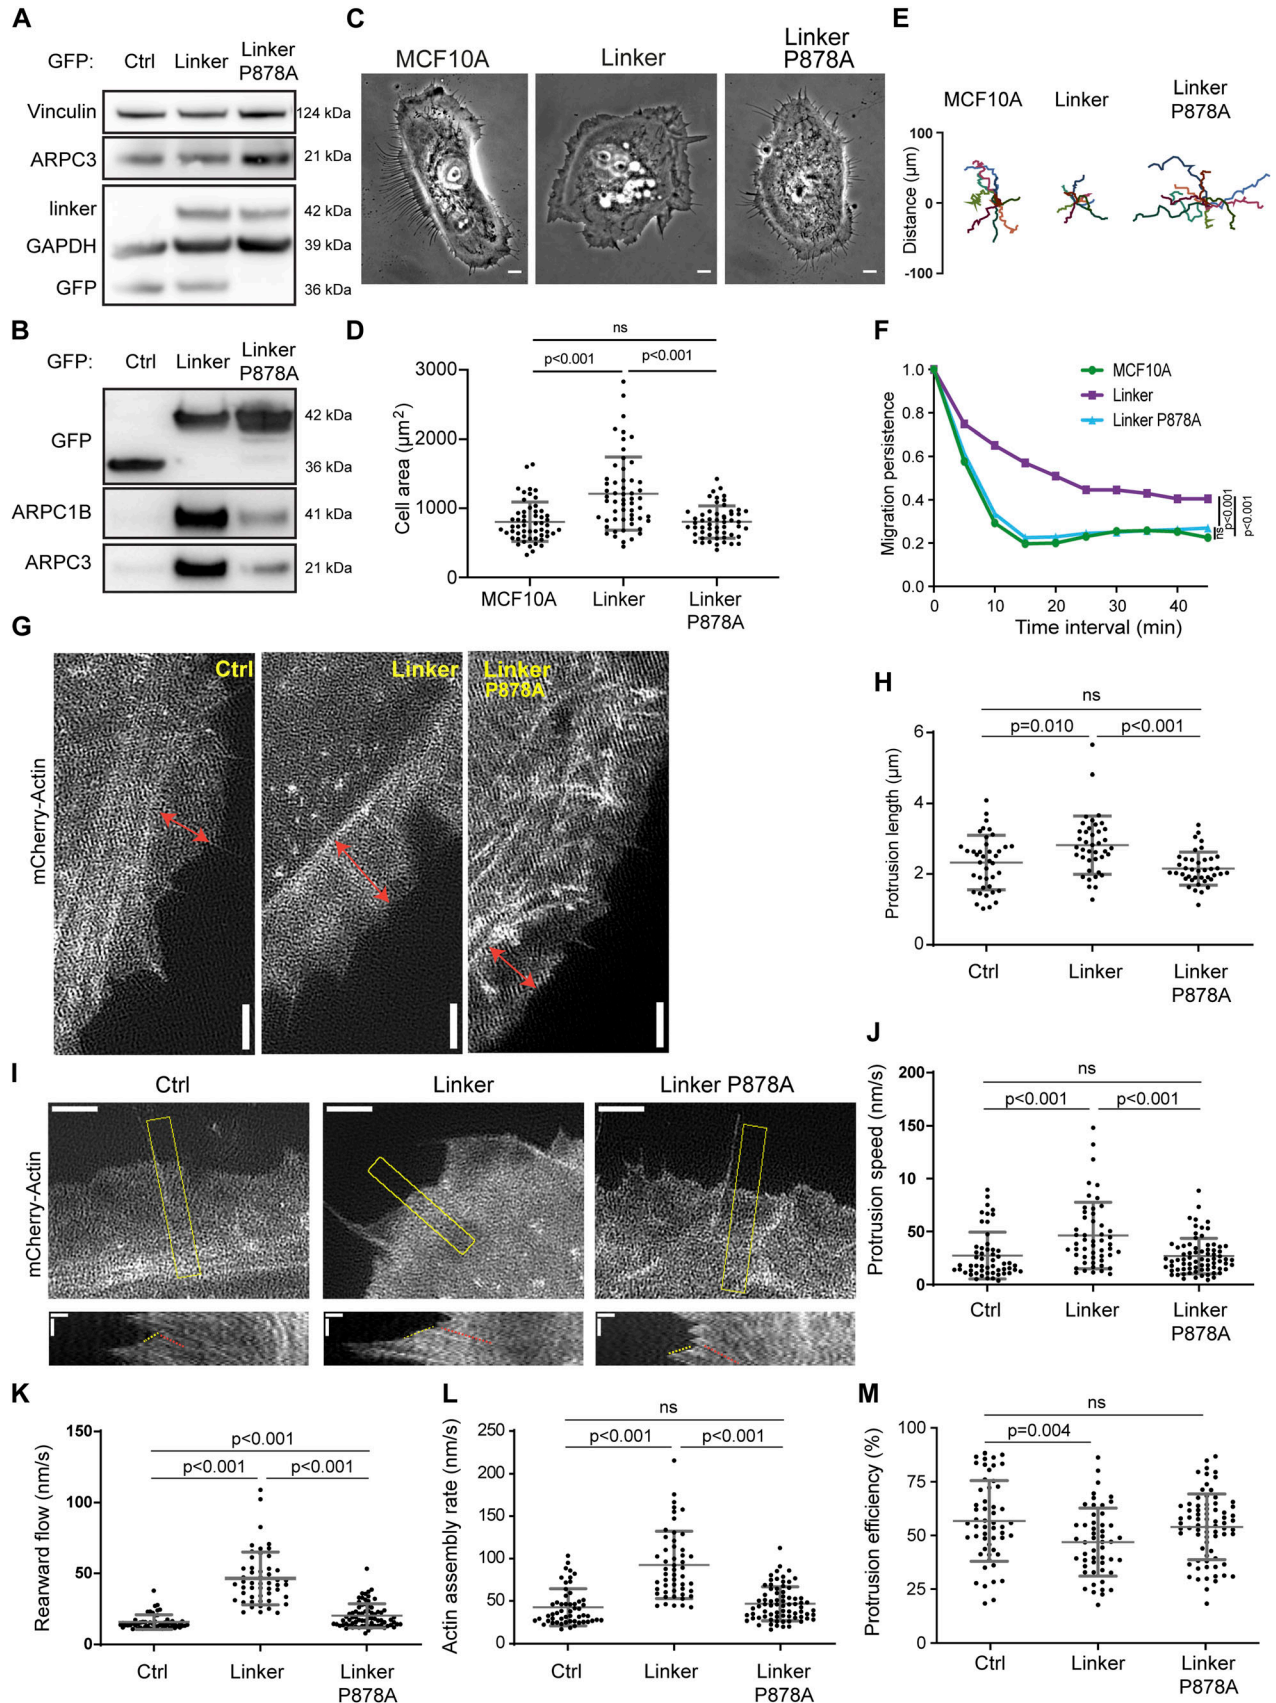 A
GFP:
Ctrl
Linker
Linker
P878A
Vinculin
124 kDa
ARPC3
21 kDa
linker
42 kDa
GAPDH
39 kDa
GFP
36 kDa
B
GFP:
Ctrl
Linker
Linker
P878A
GFP
42 kDa
36 kDa
ARPC1B
41 kDa
ARPC3
21 kDa
C
MCF10A
Linker
Linker
P878A
D
ns
p<0.001
p<0.001
Cell area (µm²)
3000
2000
1000
0
MCF10A
Linker
Linker
P878A
E
MCF10A
Linker
Linker
P878A
Distance (µm)
100
0
-100
F
MCF10A
Linker
Linker P878A
Migration persistence
1.0
0.8
0.6
0.4
0.2
0.0
ns
p<0.001
p<0.001
0
10
20
30
40
Time interval (min)
G
mCherry-Actin
Ctrl
Linker
Linker
P878A
H
ns
p=0.010
p<0.001
Protrusion length (µm)
6
4
2
0
Ctrl
Linker
Linker
P878A
I
Ctrl
Linker
Linker P878A
mCherry-Actin
J
ns
p<0.001
p<0.001
Protrusion speed (nm/s)
200
150
10
50
0
Ctrl
Linker
Linker
P878A
K
p<0.001
p<0.001
p<0.001
Rearward flow (nm/s)
150
100
50
0
Ctrl
Linker
Linker
P878A
L
ns
p<0.001
p<0.001
Actin assembly rate (nm/s)
250
200
150
100
50
0
Ctrl
Linker
Linker
P878A
M
ns
p=0.004
Protrusion efficiency (%)
100
75
50
25
0
Ctrl
Linker
Linker
P878A